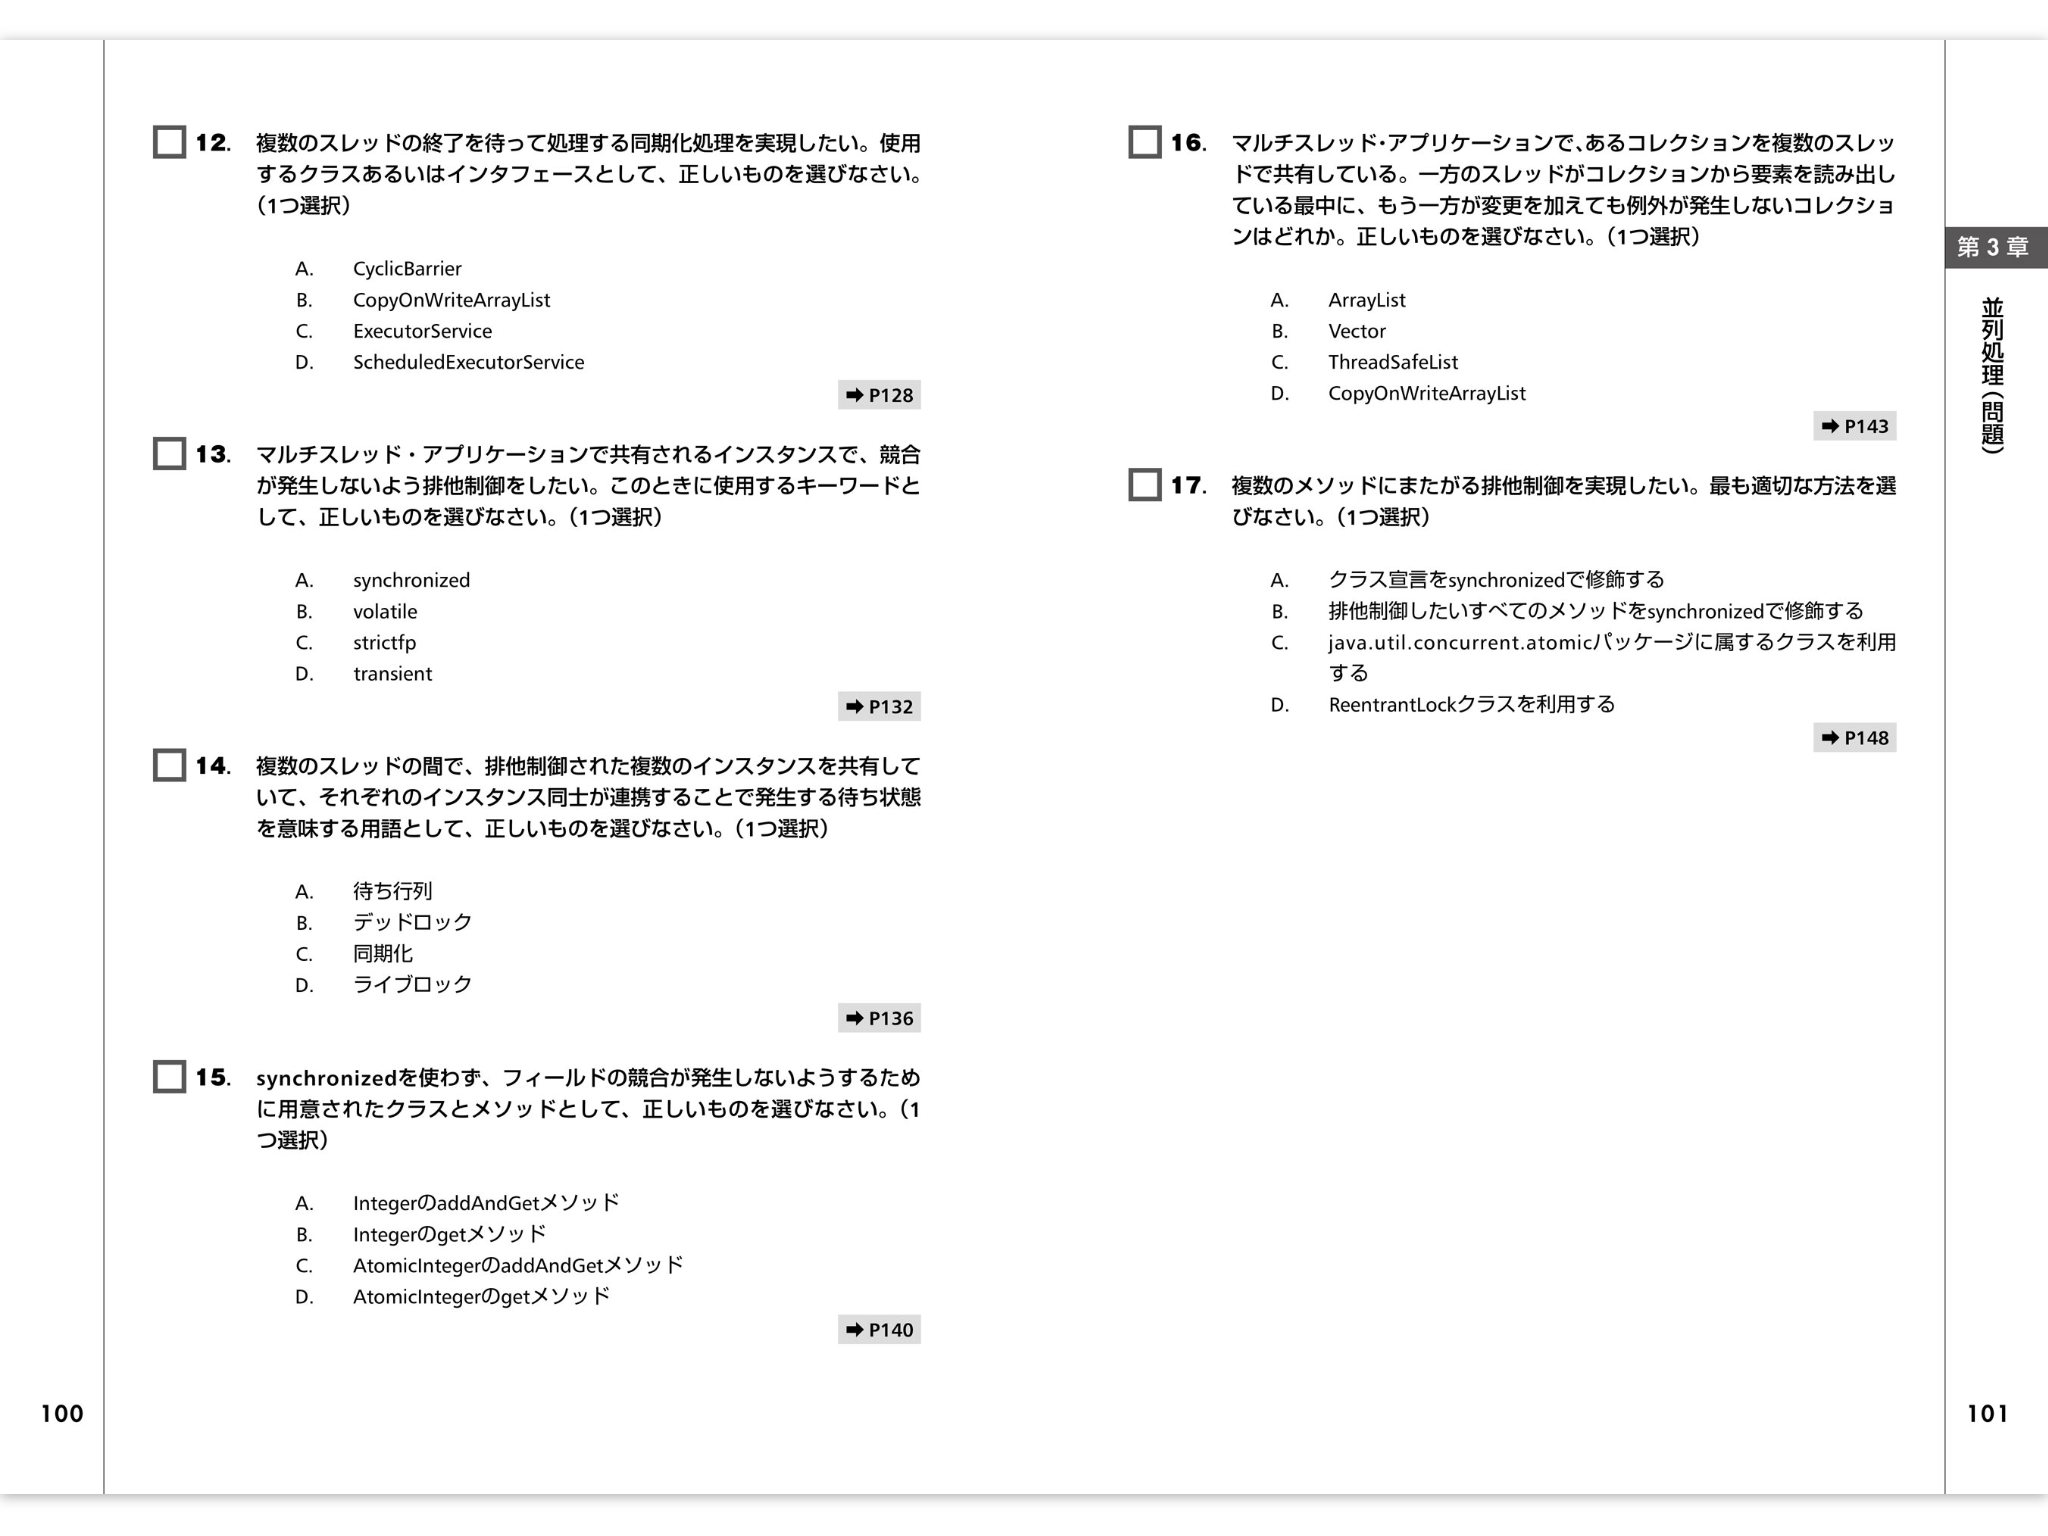 12. 複数のスレッドの終了を待って処理する同期化処理を実現したい。使用
するクラスあるいはインタフェースとして、正しいものを選びなさい。
（1つ選択）
A. CyclicBarrier
B. CopyOnWriteArrayList
C. ExecutorService
D. ScheduledExecutorService
➡ P128
13. マルチスレッド・アプリケーションで共有されるインスタンスで、競合
が発生しないよう排他制御をしたい。このときに使用するキーワードと
して、正しいものを選びなさい。（1つ選択）
A. synchronized
B. volatile
C. strictfp
D. transient
➡ P132
14. 複数のスレッドの間で、排他制御された複数のインスタンスを共有して
いて、それぞれのインスタンス同士が連携することで発生する待ち状態
を意味する用語として、正しいものを選びなさい。（1つ選択）
A. 待ち行列
B. デッドロック
C. 同期化
D. ライブロック
➡ P136
15. synchronizedを使わず、フィールドの競合が発生しないようするため
に用意されたクラスとメソッドとして、正しいものを選びなさい。（1
つ選択）
A. IntegerのaddAndGetメソッド
B. Integerのgetメソッド
C. AtomicIntegerのaddAndGetメソッド
D. AtomicIntegerのgetメソッド
➡ P140
100
16. マルチスレッド・アプリケーションで、あるコレクションを複数のスレッ
ドで共有している。一方のスレッドがコレクションから要素を読み出し
ている最中に、もう一方が変更を加えても例外が発生しないコレクショ
ンはどれか。正しいものを選びなさい。（1つ選択）
A. ArrayList
B. Vector
C. ThreadSafeList
D. CopyOnWriteArrayList
➡ P143
17. 複数のメソッドにまたがる排他制御を実現したい。最も適切な方法を選
びなさい。（1つ選択）
A. クラス宣言をsynchronizedで修飾する
B. 排他制御したいすべてのメソッドをsynchronizedで修飾する
C. java.util.concurrent.atomicパッケージに属するクラスを利用
する
D. ReentrantLockクラスを利用する
➡ P148
第3章
並列処理（問題）
101